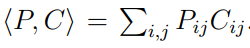 ⟨P, C⟩ = ∑_{i,j} P_{ij}C_{ij}.